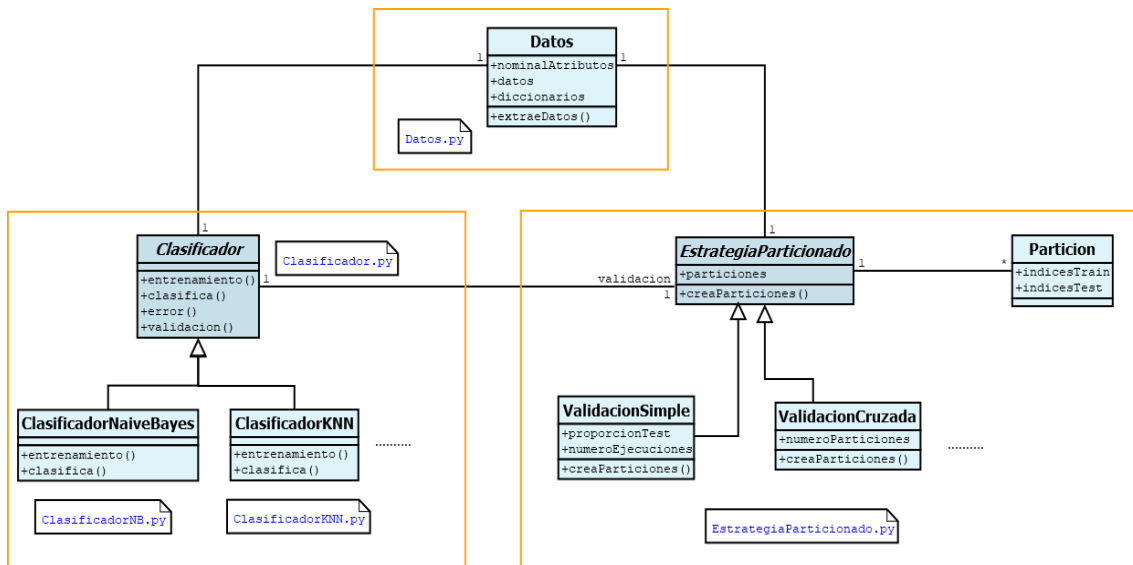 Datos
+nominalAtributos
+datos
+diccionarios
+extraeDatos()
1
1
Datos.py
1
Clasificador
+entrenamiento()
+clasifica()
+error()
+validacion()
Clasificador.py
1
validacion
1
1
EstrategiaParticionado
+particiones
+creaParticiones()
1
*
Particion
+indicesTrain
+indicesTest
ClasificadorNaiveBayes
+entrenamiento()
+clasifica()
ClasificadorKNN
+entrenamiento()
+clasifica()
..........
ClasificadorNB.py
ClasificadorKNN.py
ValidacionSimple
+proporcionTest
+numeroEjecuciones
+creaParticiones()
ValidacionCruzada
+numeroParticiones
+creaParticiones()
..........
EstrategiaParticionado.py